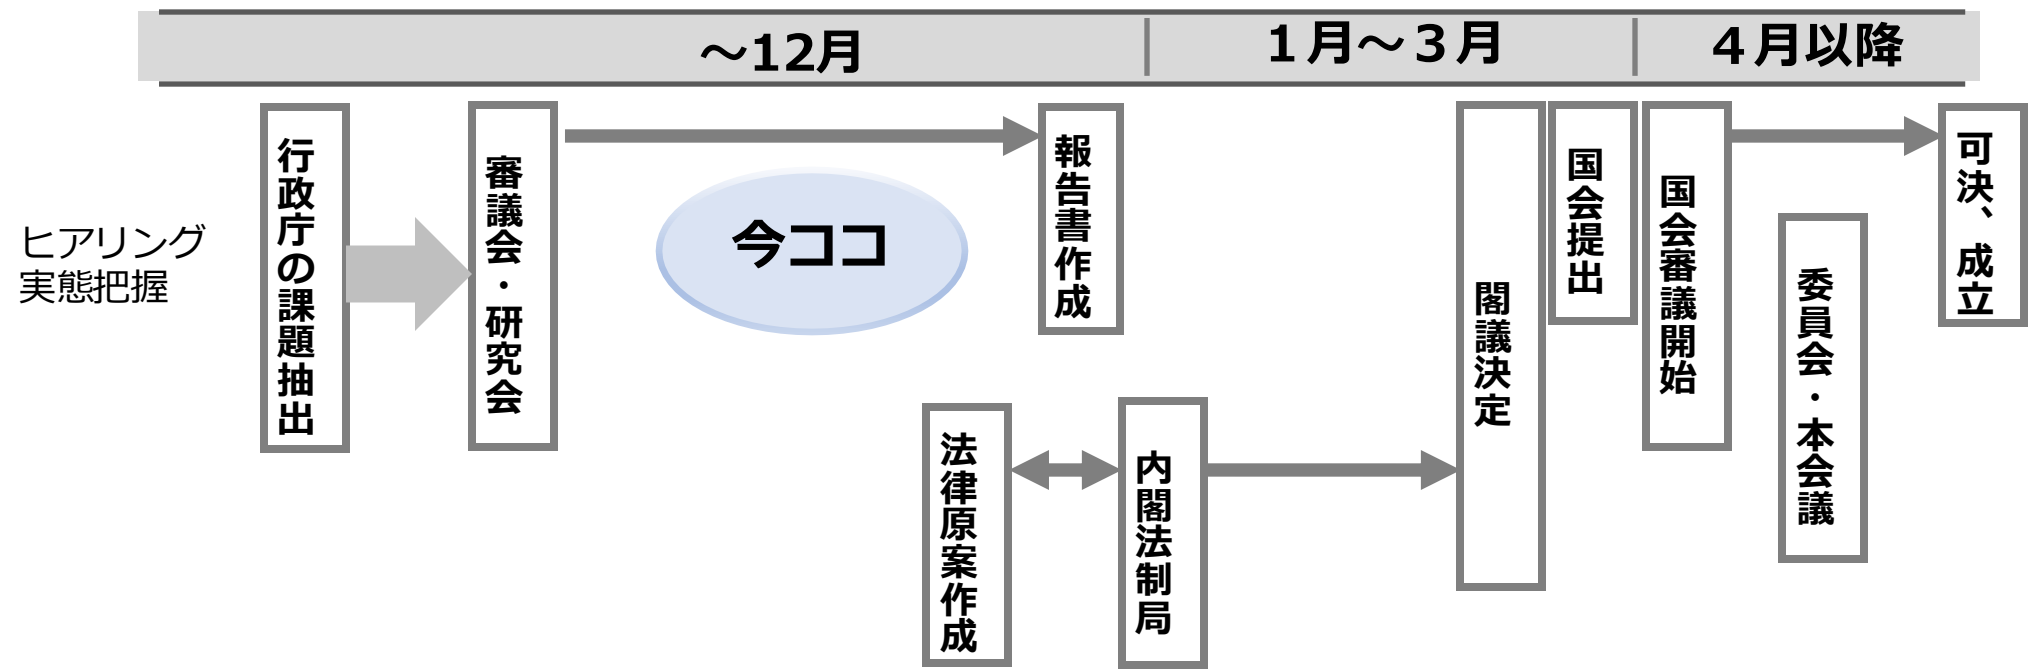 ～12月
１月～３月
４月以降
ヒアリング
実態把握
行政庁の課題抽出
審議会・研究会
今ココ
報告書作成
法律原案作成
内閣法制局
閣議決定
国会提出
国会審議開始
委員会・本会議
可決、成立